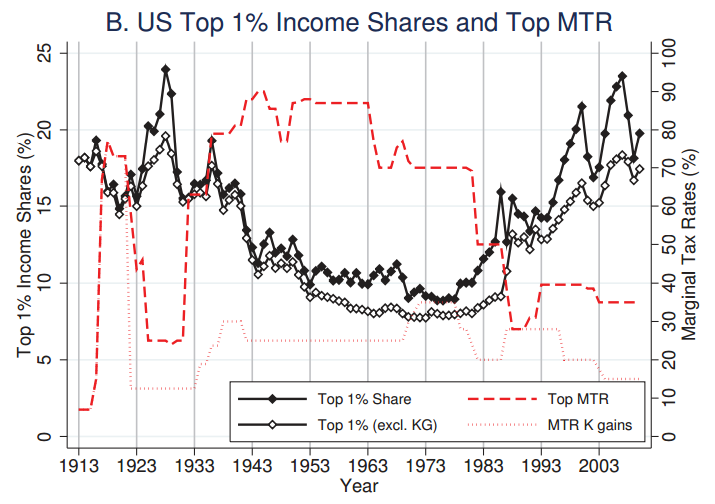 B. US Top 1% Income Shares and Top MTR
Top 1% Income Shares (%)
25
20
15
10
5
0
100
90
80
70
60
50
40
30
20
10
0
Marginal Tax Rates (%)
Top 1% Share
Top MTR
Top 1% (excl. KG)
MTR K gains
1913 1923 1933 1943 1953 1963 1973 1983 1993 2003
Year